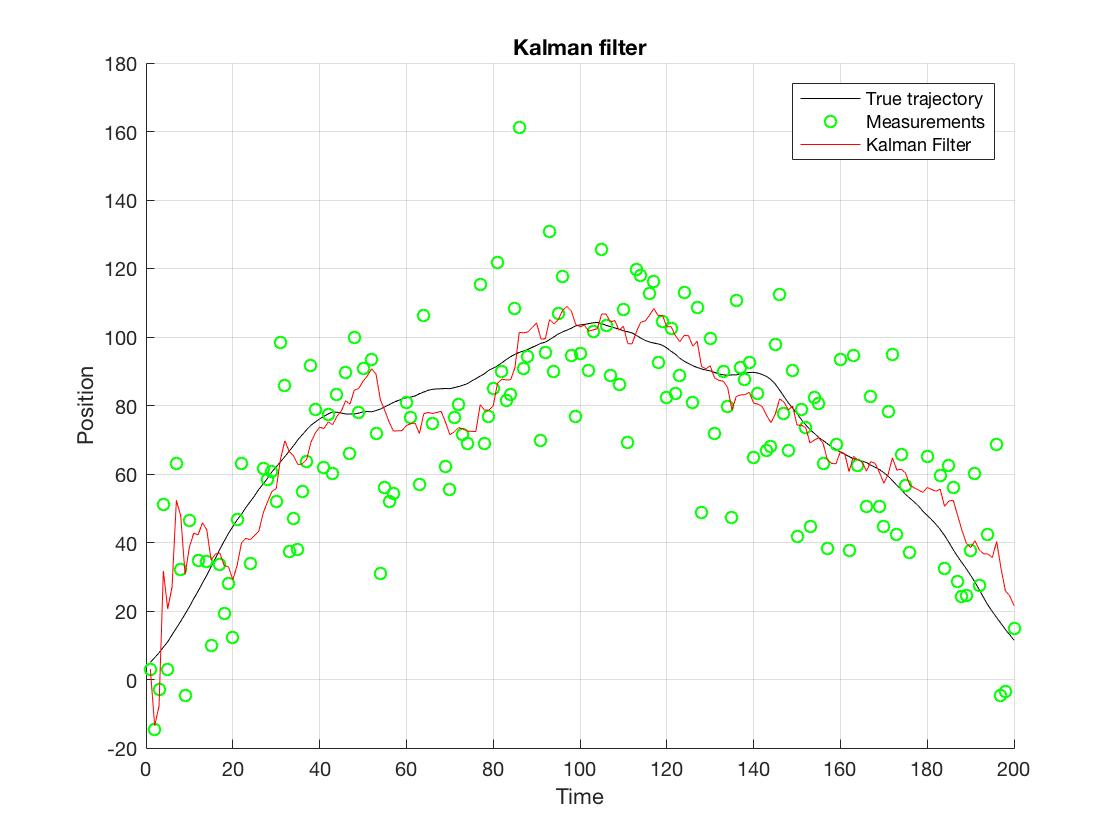 Kalman filter
True trajectory
Measurements
Kalman Filter
Position
180
160
140
120
100
80
60
40
20
0
-20
0 20 40 60 80 100 120 140 160 180 200
Time